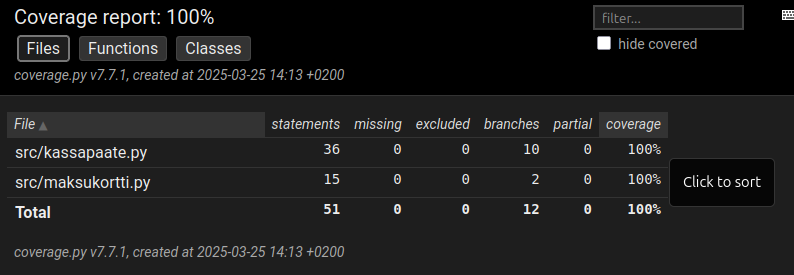 Coverage report: 100%
filter...
Files Functions Classes
hide covered
coverage.py v7.7.1, created at 2025-03-25 14:13 +0200
File ▲ statements missing excluded branches partial coverage
src/kassapaate.py 36 0 0 10 0 100%
src/maksukortti.py 15 0 0 2 0 100%
Click to sort
Total 51 0 0 12 0 100%
coverage.py v7.7.1, created at 2025-03-25 14:13 +0200